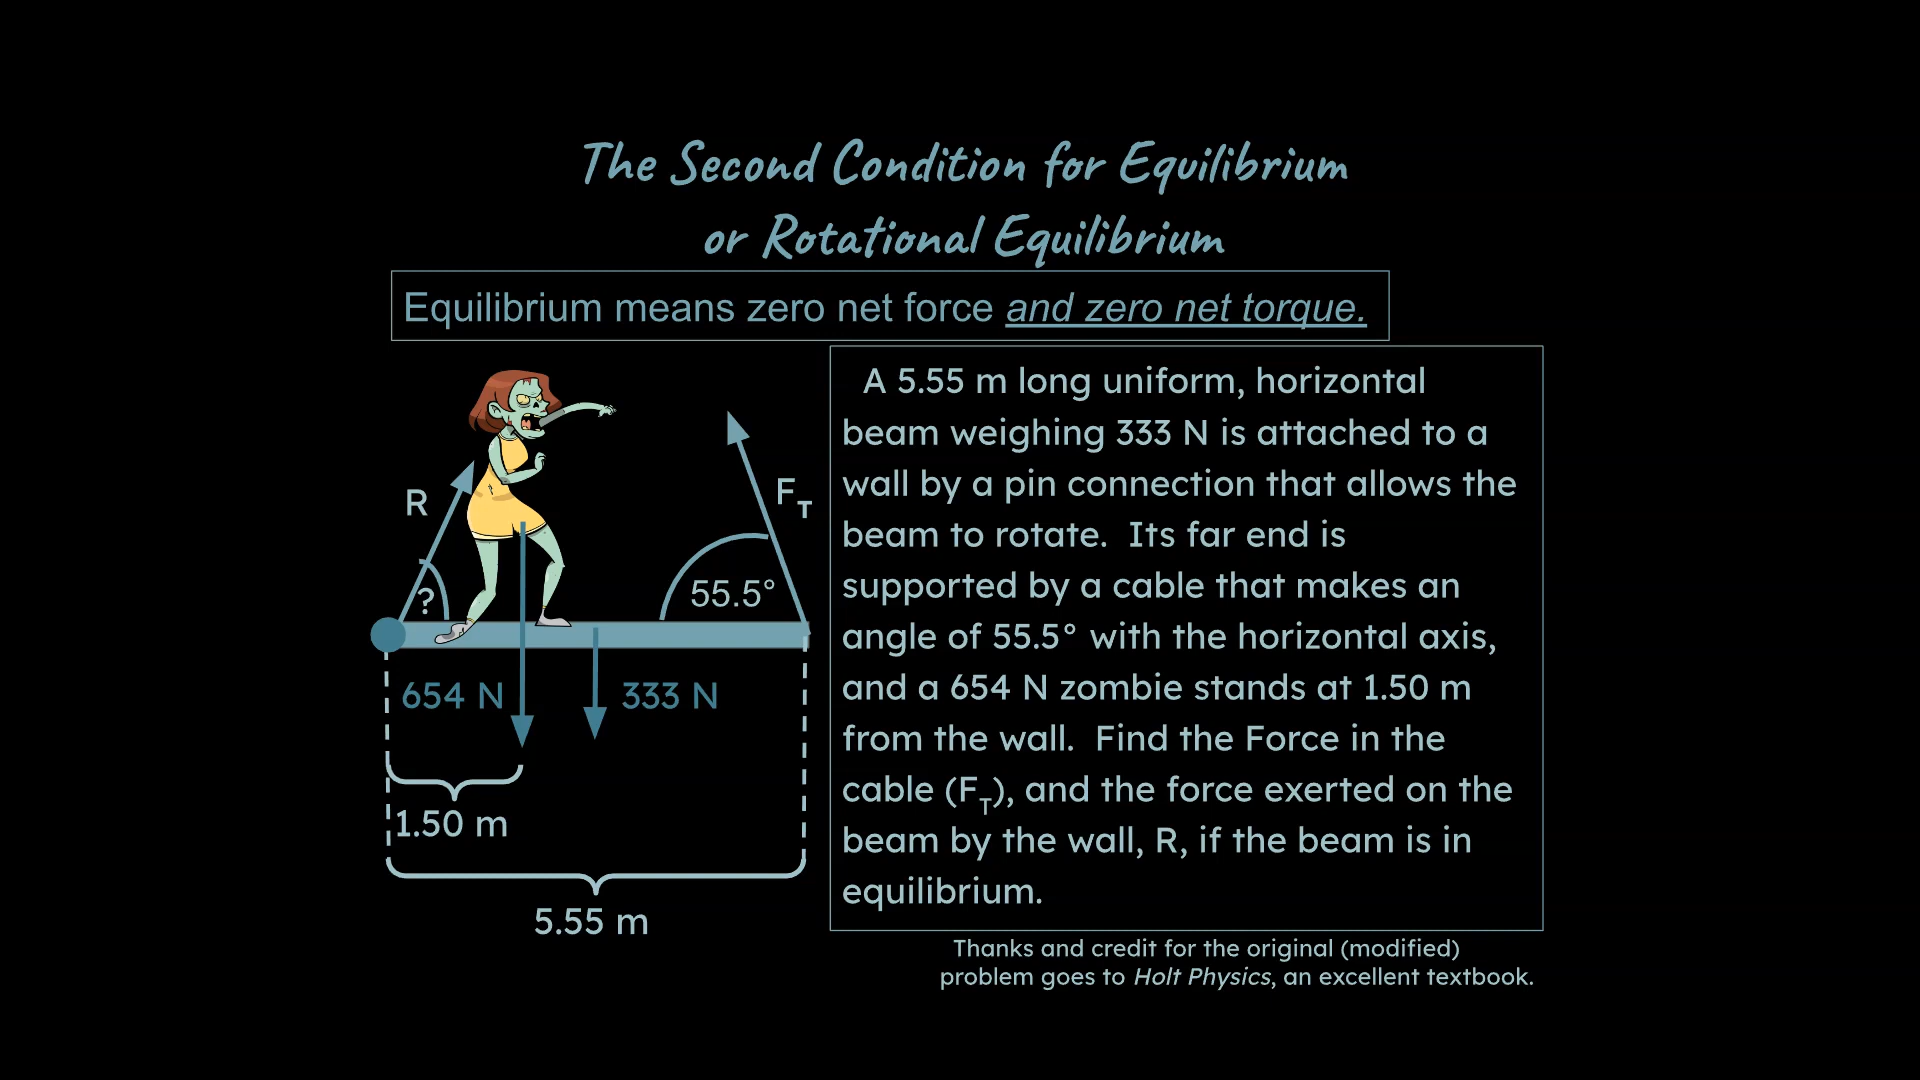 The Second Condition for Equilibrium
or Rotational Equilibrium
Equilibrium means zero net force and zero net torque.
A 5.55 m long uniform, horizontal
beam weighing 333 N is attached to a
wall by a pin connection that allows the
beam to rotate.  Its far end is
supported by a cable that makes an
angle of 55.5° with the horizontal axis,
and a 654 N zombie stands at 1.50 m
from the wall.  Find the Force in the
cable (F_T), and the force exerted on the
beam by the wall, R, if the beam is in
equilibrium.
R
F_T
?
55.5°
654 N
333 N
1.50 m
5.55 m
Thanks and credit for the original (modified)
problem goes to Holt Physics, an excellent textbook.